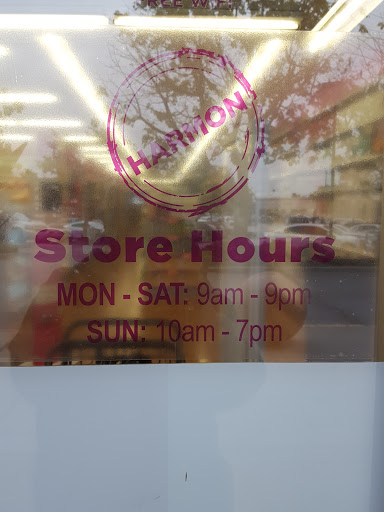 HARMON
Store Hours
MON - SAT: 9am - 9pm
SUN: 10am - 7pm